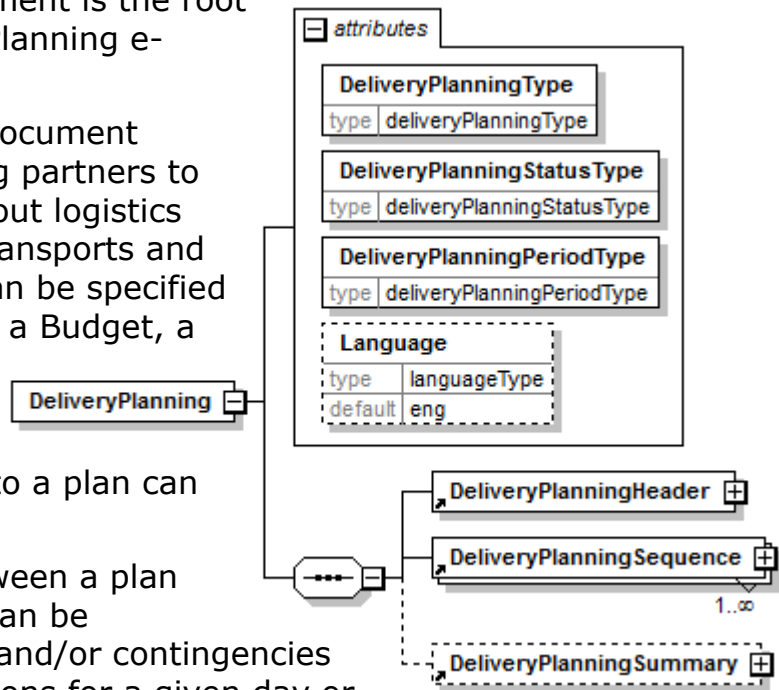 ment is the root
lanning e-
ocument
g partners to
out logistics
ansports and
an be specified
a Budget, a
to a plan can
ween a plan
an be
and/or contingencies
ons for a given day or
attributes
DeliveryPlanningType
type deliveryPlanningType
DeliveryPlanningStatusType
type deliveryPlanningStatusType
DeliveryPlanningPeriodType
type deliveryPlanningPeriodType
Language
type languageType
default eng
DeliveryPlanning
DeliveryPlanningHeader
DeliveryPlanningSequence
1..∞
DeliveryPlanningSummary